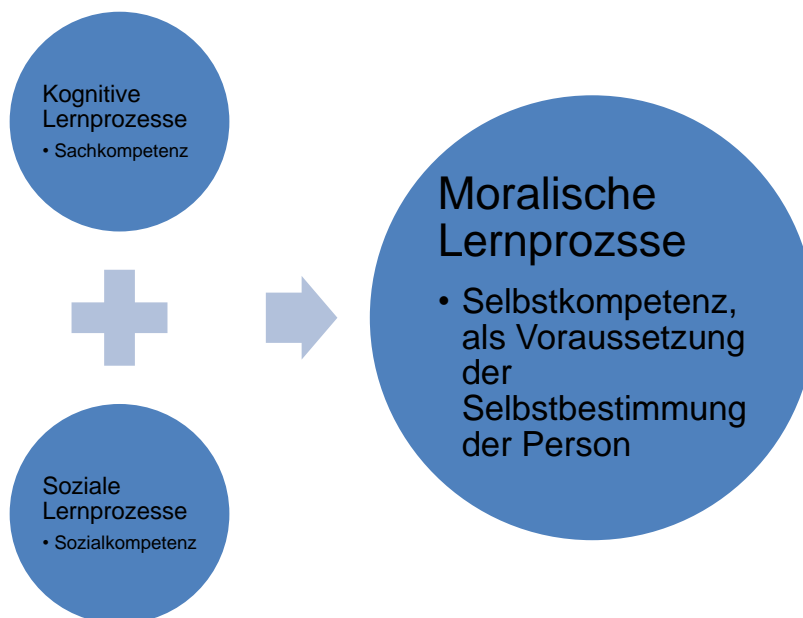 Kognitive
Lernprozesse
• Sachkompetenz
Soziale
Lernprozesse
• Sozialkompetenz
Moralische
Lernprozsse
• Selbstkompetenz,
als Voraussetzung
der
Selbstbestimmung
der Person